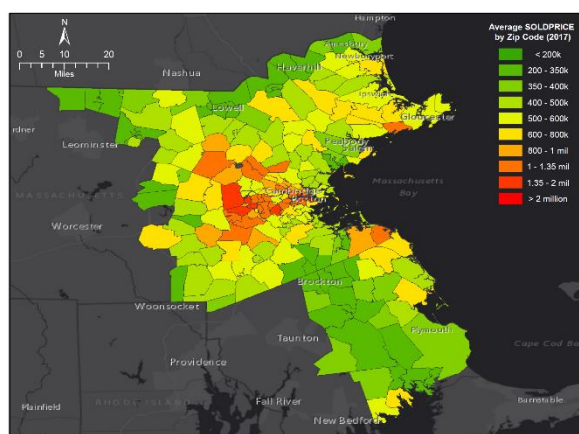 Average SOLDPRICE
by Zip Code (2017)
< 200k
200 - 350k
350 - 400k
400 - 500k
500 - 600k
600 - 800k
800 - 1 mil
1 - 1.35 mil
1.35 - 2 mil
> 2 million
N
0 5 10 20
Miles
Hampton
Amesbury
Newburyport
Haverhill
Nashua
Ipswich
Gloucester
Lowell
Leominster
Peabody
Salem
Cambridge
Boston
Massachusetts
Bay
MASSACHUSETTS
Worcester
Brockton
Woonsocket
Taunton
Plymouth
Cape Cod
Providence
RHODE ISLAND
Plainfield
Fall River
New Bedford
Barnstable